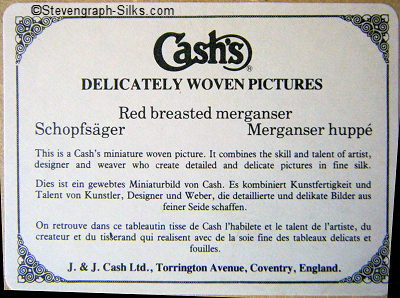 ©Stevengraph-Silks.com
Cash's®
DELICATELY WOVEN PICTURES
Red breasted merganser
Schopfsäger Merganser huppé
This is a Cash's miniature woven picture. It combines the skill and talent of artist,
designer and weaver who create detailed and delicate pictures in fine silk.
Dies ist ein gewebtes Miniaturbild von Cash. Es kombiniert Kunstfertigkeit und
Talent von Kunstler, Designer und Weber, die detaillierte und delikate Bilder aus
feiner Seide schaffen.
On retrouve dans ce tableautin tisse de Cash l'habilete et le talent de l'artiste, du
createur et du tisserand qui realisent avec de la soie fine des tableaux delicats et
fouilles.
J. & J. Cash Ltd., Torrington Avenue, Coventry, England.